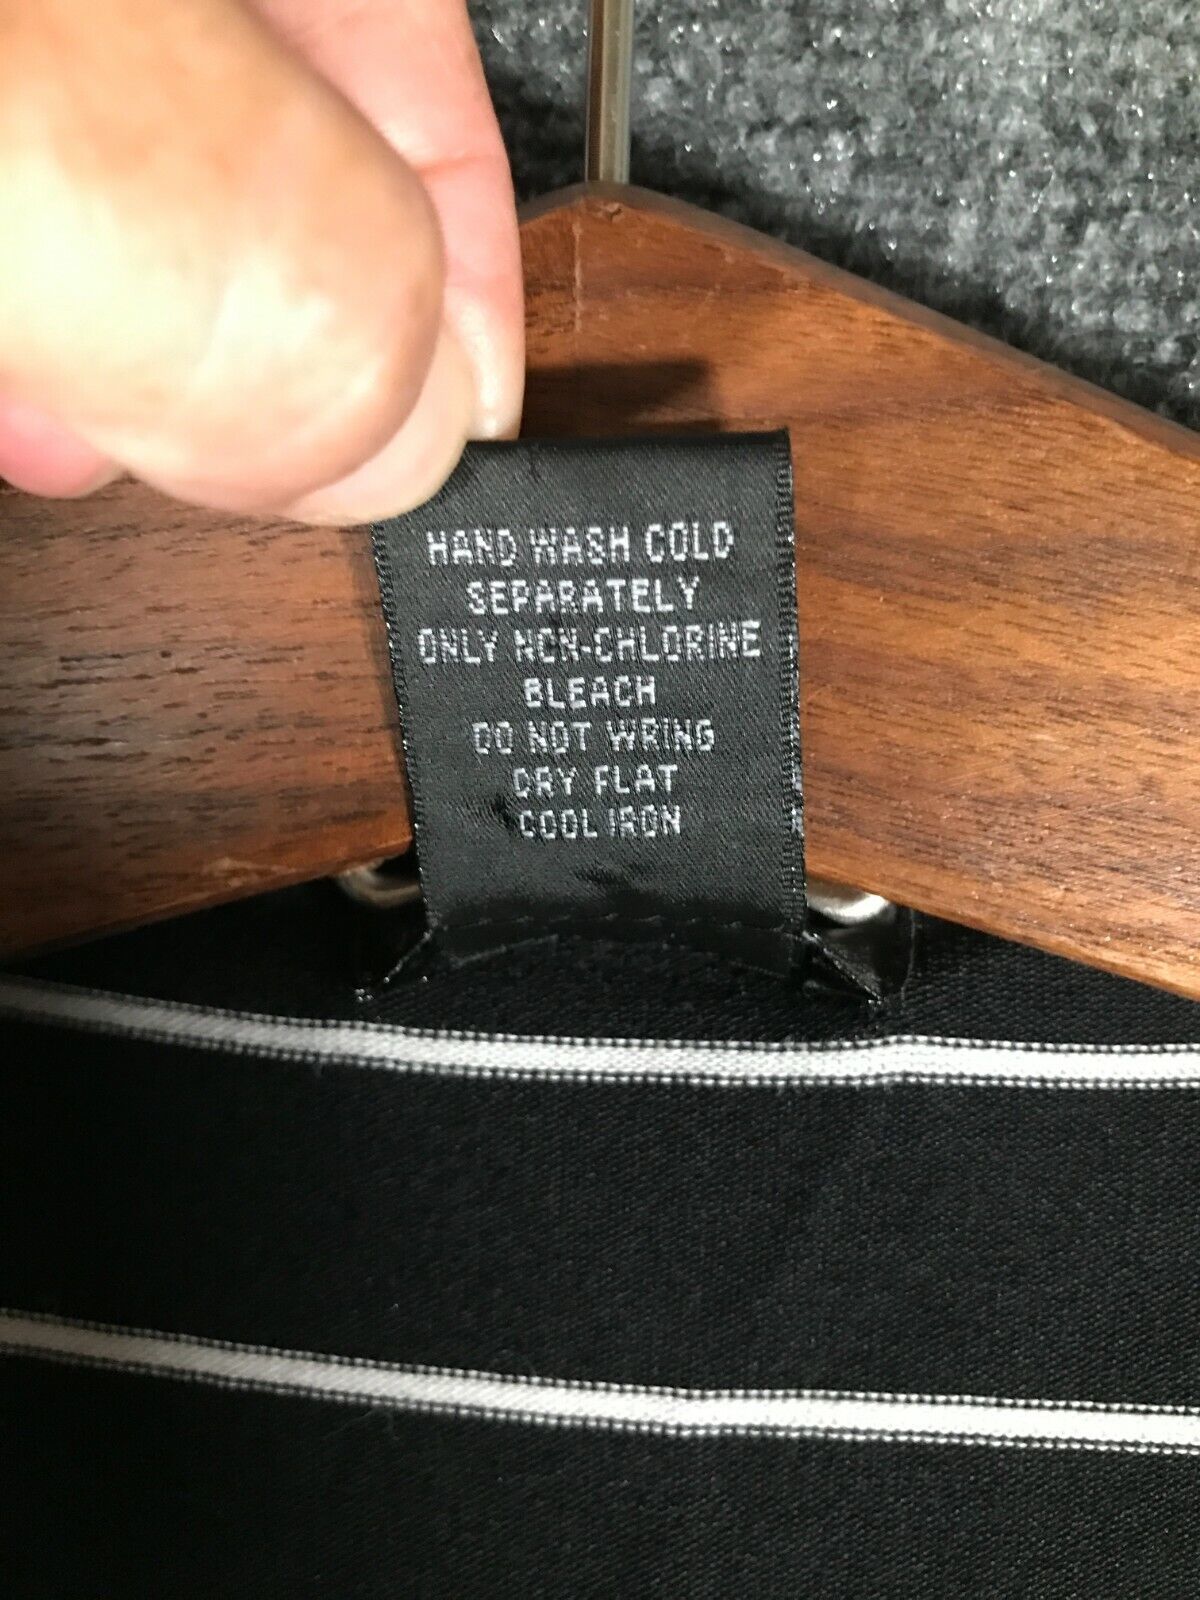 HAND WASH COLD
SEPARATELY
ONLY NON-CHLORINE
BLEACH
DO NOT WRING
DRY FLAT
COOL IRON